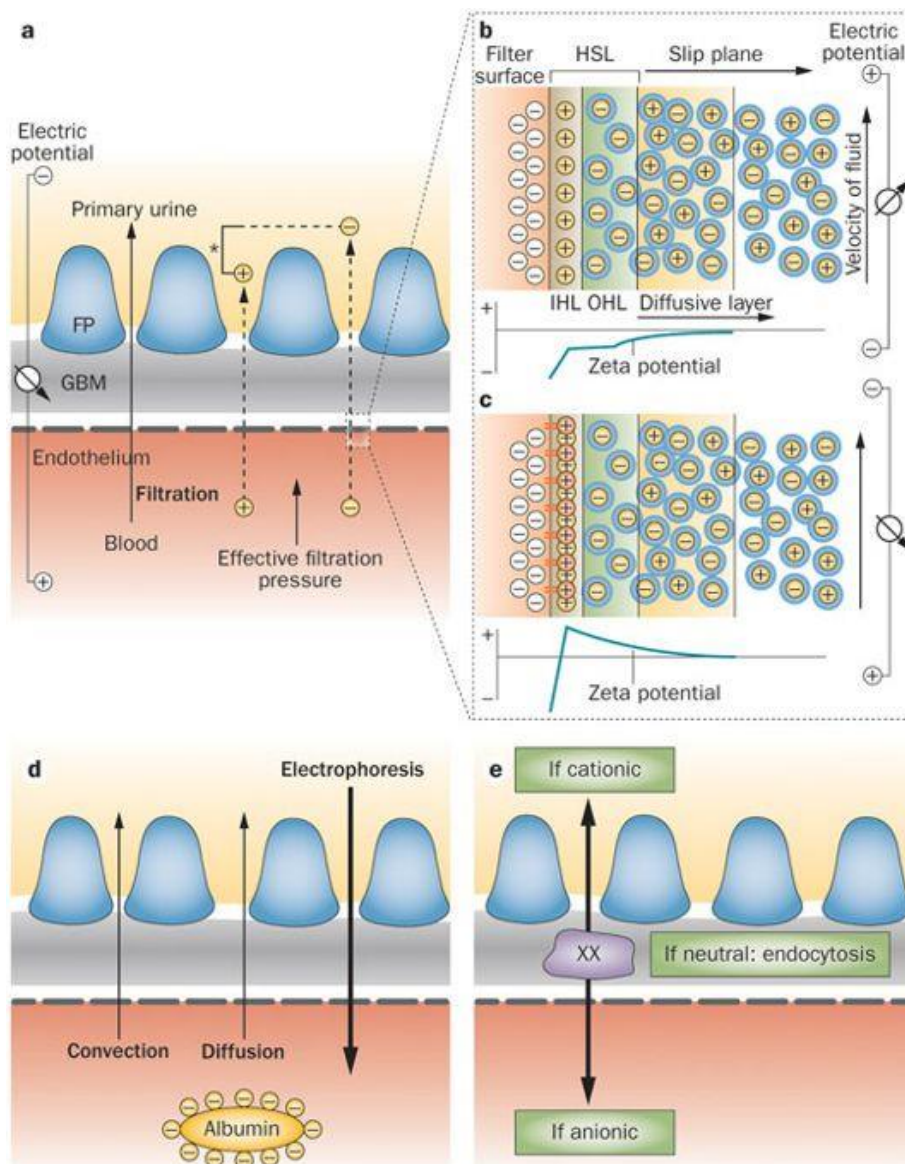 a
Electric
potential
−
Primary urine
*
−
+
FP
GBM
Endothelium
Filtration
+
−
Blood
Effective filtration
pressure
+
b
Electric
potential
Filter
surface
HSL
Slip plane
+
Velocity of fluid
IHL OHL
Diffusive layer
+
−
Zeta potential
−
c
−
+
−
Zeta potential
+
d
Electrophoresis
Convection
Diffusion
Albumin
e
If cationic
XX
If neutral: endocytosis
If anionic